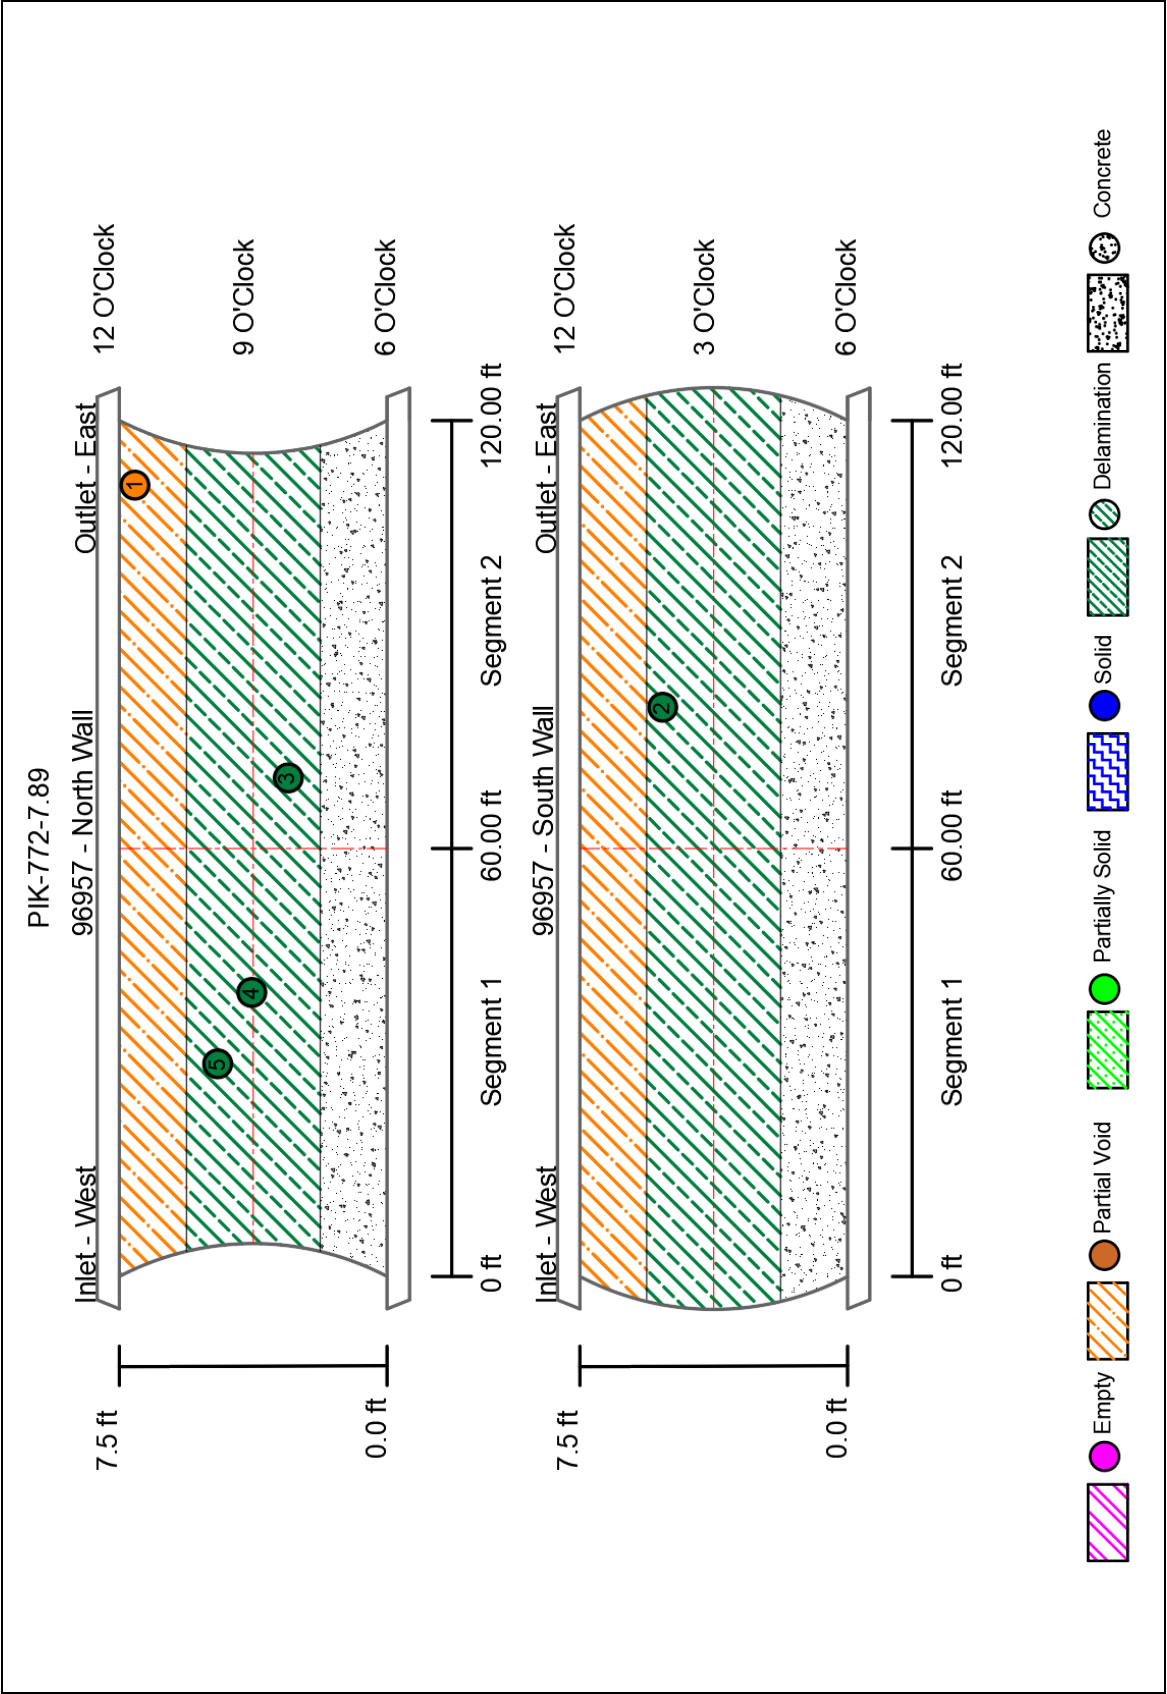 PIK-772-7.89
Inlet - West
96957 - North Wall
Outlet - East
7.5 ft
12 O'Clock
1
5
4
9 O'Clock
3
0.0 ft
6 O'Clock
0 ft
Segment 1
60.00 ft
Segment 2
120.00 ft
Inlet - West
96957 - South Wall
Outlet - East
7.5 ft
12 O'Clock
2
3 O'Clock
0.0 ft
6 O'Clock
0 ft
Segment 1
60.00 ft
Segment 2
120.00 ft
Empty
Partial Void
Partially Solid
Solid
Delamination
Concrete